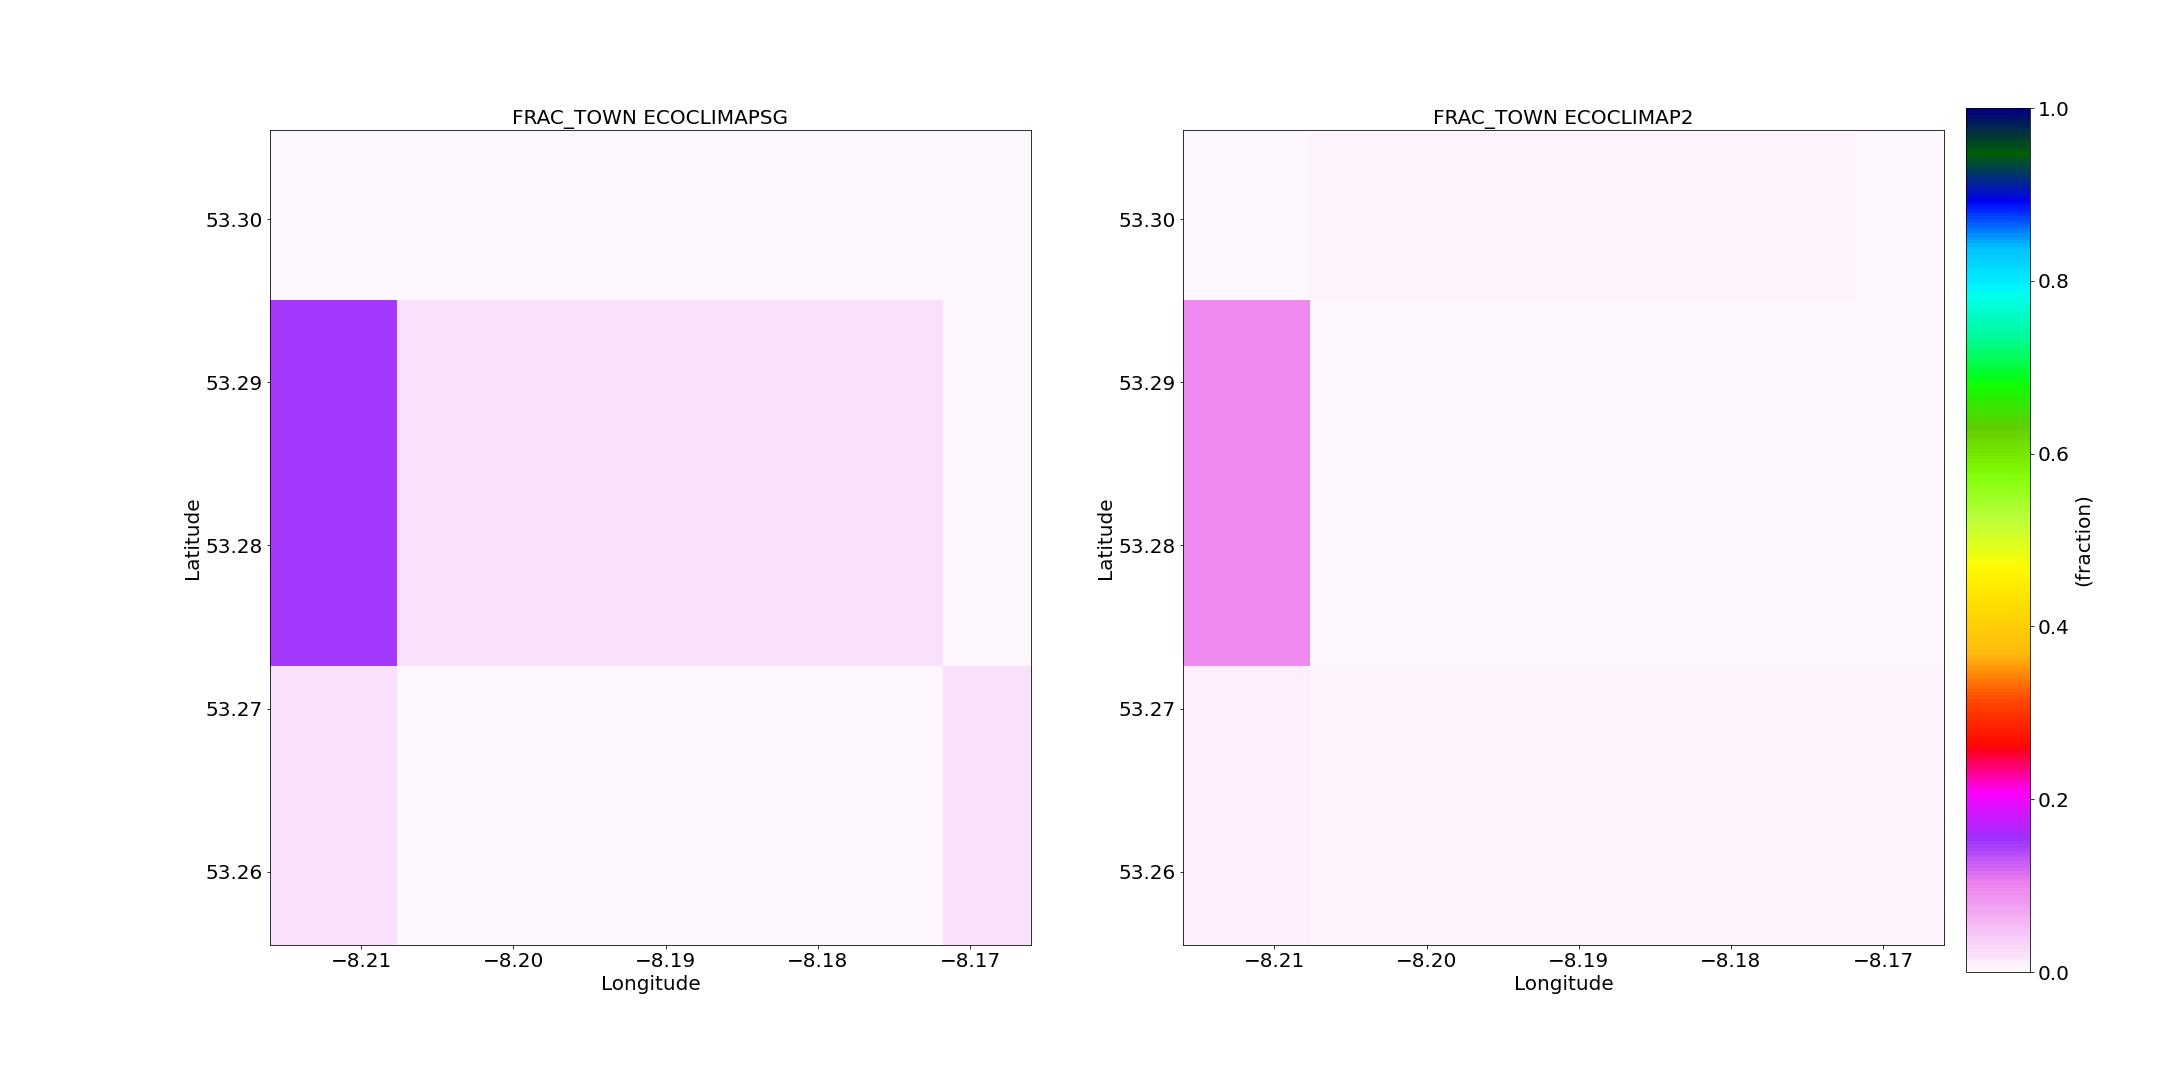 FRAC_TOWN ECOCLIMAPSG
53.30
53.29
53.28
53.27
53.26
Latitude
−8.21 −8.20 −8.19 −8.18 −8.17
Longitude
FRAC_TOWN ECOCLIMAP2
53.30
53.29
53.28
53.27
53.26
Latitude
−8.21 −8.20 −8.19 −8.18 −8.17
Longitude
1.0
0.8
0.6
0.4
0.2
0.0
(fraction)